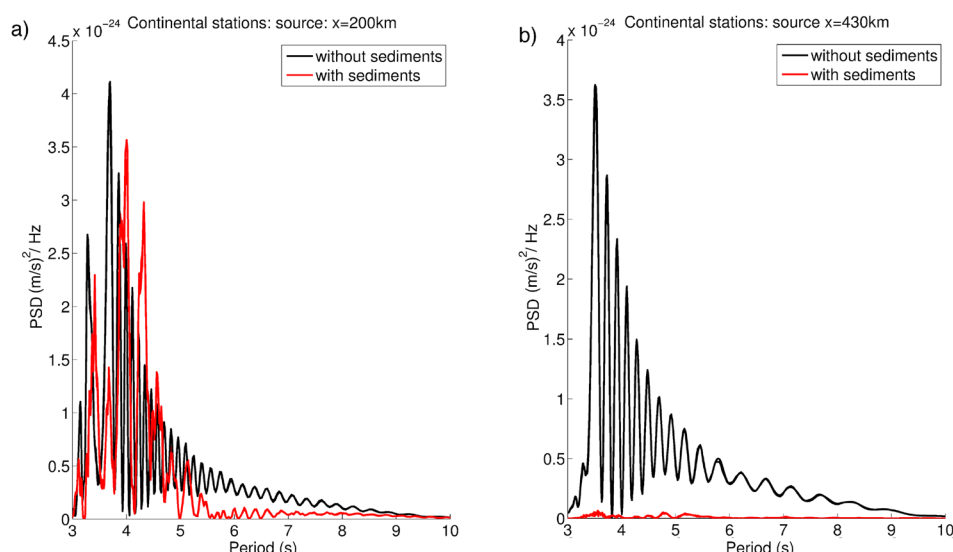 a)
× 10⁻²⁴ Continental stations: source: x=200km
without sediments
with sediments
4.5
4
3.5
3
2.5
2
1.5
1
0.5
0
PSD (m/s)²/ Hz
3 4 5 6 7 8 9 10
Period (s)
b)
Continental stations: source x=430km
x 10⁻²⁴
without sediments
with sediments
4
3.5
3
2.5
2
1.5
1
0.5
0
PSD (m/s)²/ Hz
3 4 5 6 7 8 9 10
Period (s)